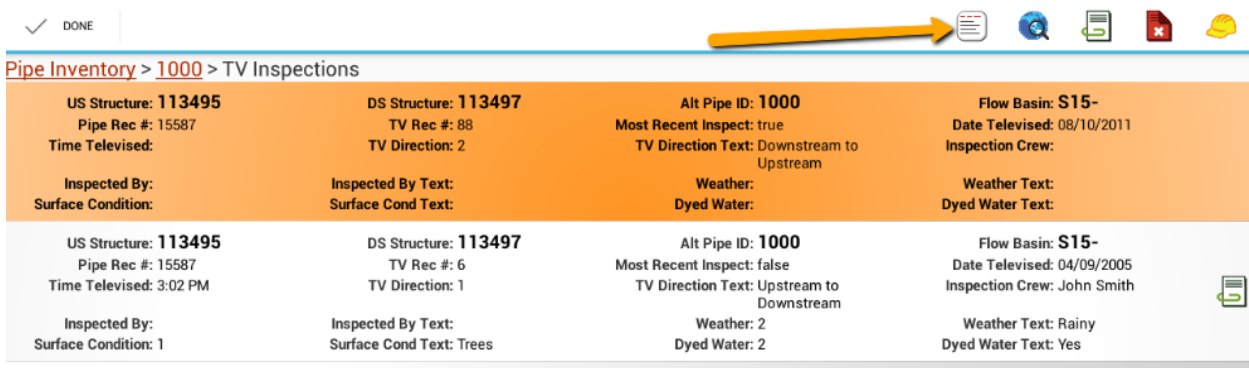 DONE
Pipe Inventory > 1000 > TV Inspections
US Structure: 113495 DS Structure: 113497 Alt Pipe ID: 1000 Flow Basin: S15-
Pipe Rec #: 15587 TV Rec #: 88 Most Recent Inspect: true Date Televised: 08/10/2011
Time Televised: TV Direction: 2 TV Direction Text: Downstream to Inspection Crew:
Upstream
Inspected By: Inspected By Text: Weather: Weather Text:
Surface Condition: Surface Cond Text: Dyed Water: Dyed Water Text:
US Structure: 113495 DS Structure: 113497 Alt Pipe ID: 1000 Flow Basin: S15-
Pipe Rec #: 15587 TV Rec #: 6 Most Recent Inspect: false Date Televised: 04/09/2005
Time Televised: 3:02 PM TV Direction: 1 TV Direction Text: Upstream to Inspection Crew: John Smith
Downstream
Inspected By: Inspected By Text: Weather: 2 Weather Text: Rainy
Surface Condition: 1 Surface Cond Text: Trees Dyed Water: 2 Dyed Water Text: Yes